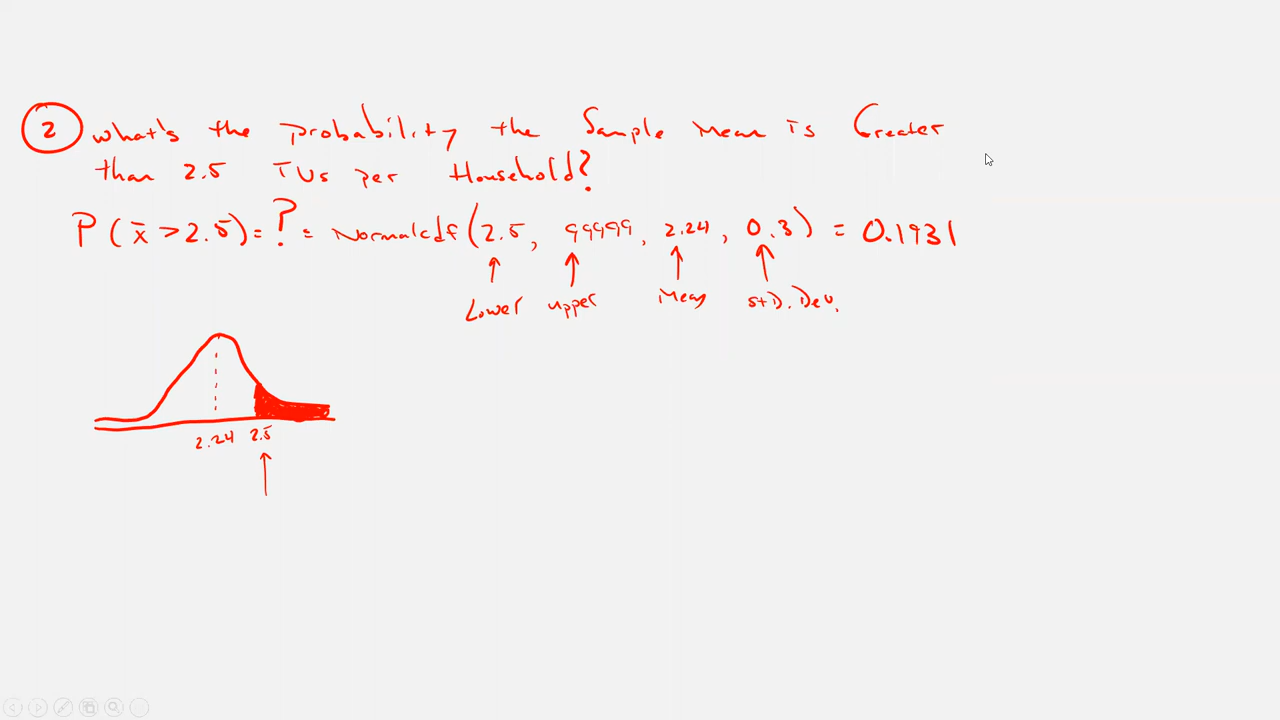 2 what's the probability the Sample Mean Is Greater
than 2.5 TVs per Household?
P(x̄ > 2.5) = ? = Normalcdf(2.5, 99999, 2.24, 0.3) = 0.1931
Lower upper Mean StD. Dev.
2.24 2.5